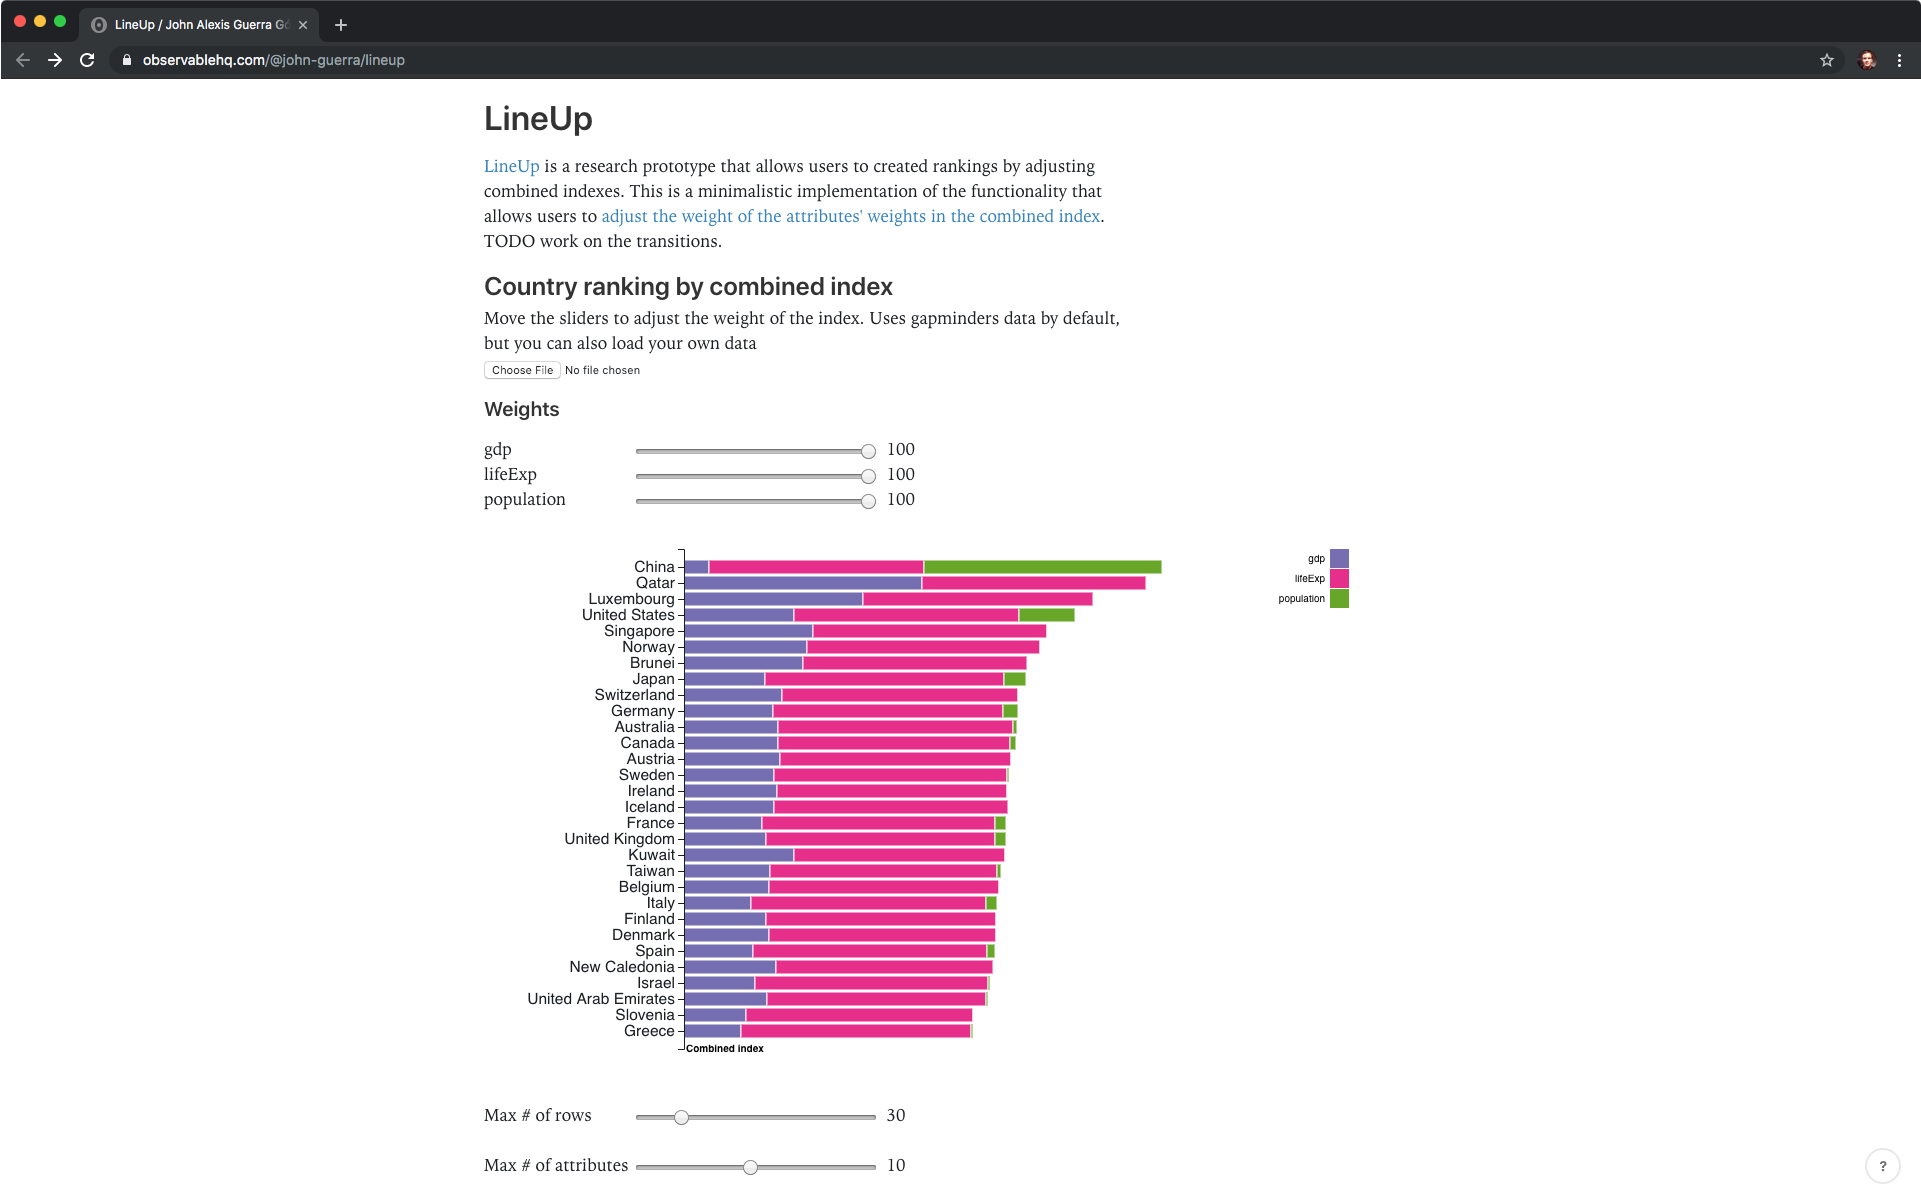 LineUp / John Alexis Guerra Gó
observablehq.com/@john-guerra/lineup
LineUp
LineUp is a research prototype that allows users to created rankings by adjusting
combined indexes. This is a minimalistic implementation of the functionality that
allows users to adjust the weight of the attributes' weights in the combined index.
TODO work on the transitions.
Country ranking by combined index
Move the sliders to adjust the weight of the index. Uses gapminders data by default,
but you can also load your own data
Choose File No file chosen
Weights
gdp 100
lifeExp 100
population 100
gdp
lifeExp
population
China
Qatar
Luxembourg
United States
Singapore
Norway
Brunei
Japan
Switzerland
Germany
Australia
Canada
Austria
Sweden
Ireland
Iceland
France
United Kingdom
Kuwait
Taiwan
Belgium
Italy
Finland
Denmark
Spain
New Caledonia
Israel
United Arab Emirates
Slovenia
Greece
Combined index
Max # of rows 30
Max # of attributes 10
?